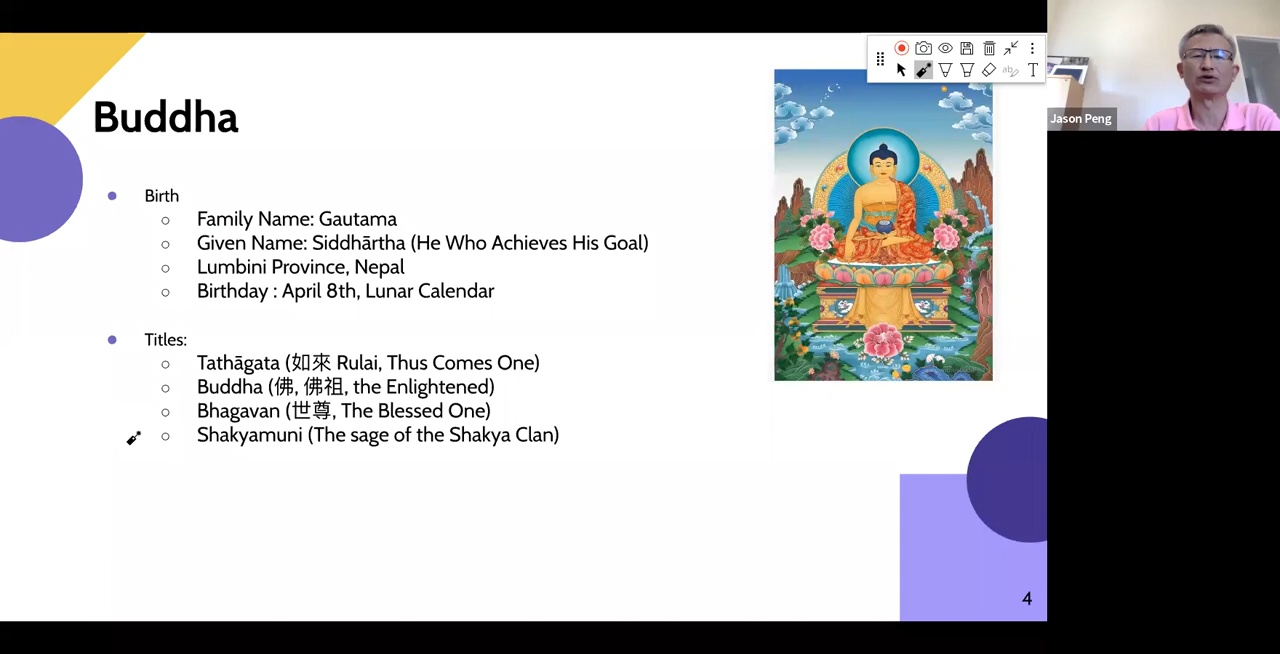 Buddha
Birth
Family Name: Gautama
Given Name: Siddhārtha (He Who Achieves His Goal)
Lumbini Province, Nepal
Birthday : April 8th, Lunar Calendar
Titles:
Tathāgata (如來 Rulai, Thus Comes One)
Buddha (佛, 佛祖, the Enlightened)
Bhagavan (世尊, The Blessed One)
Shakyamuni (The sage of the Shakya Clan)
4
ab
T
Jason Peng